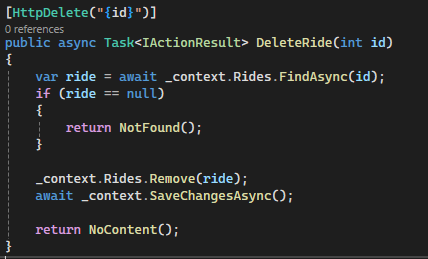 [HttpDelete("{id}")]
0 references
public async Task<IActionResult> DeleteRide(int id)
{
    var ride = await _context.Rides.FindAsync(id);
    if (ride == null)
    {
        return NotFound();
    }

    _context.Rides.Remove(ride);
    await _context.SaveChangesAsync();

    return NoContent();
}